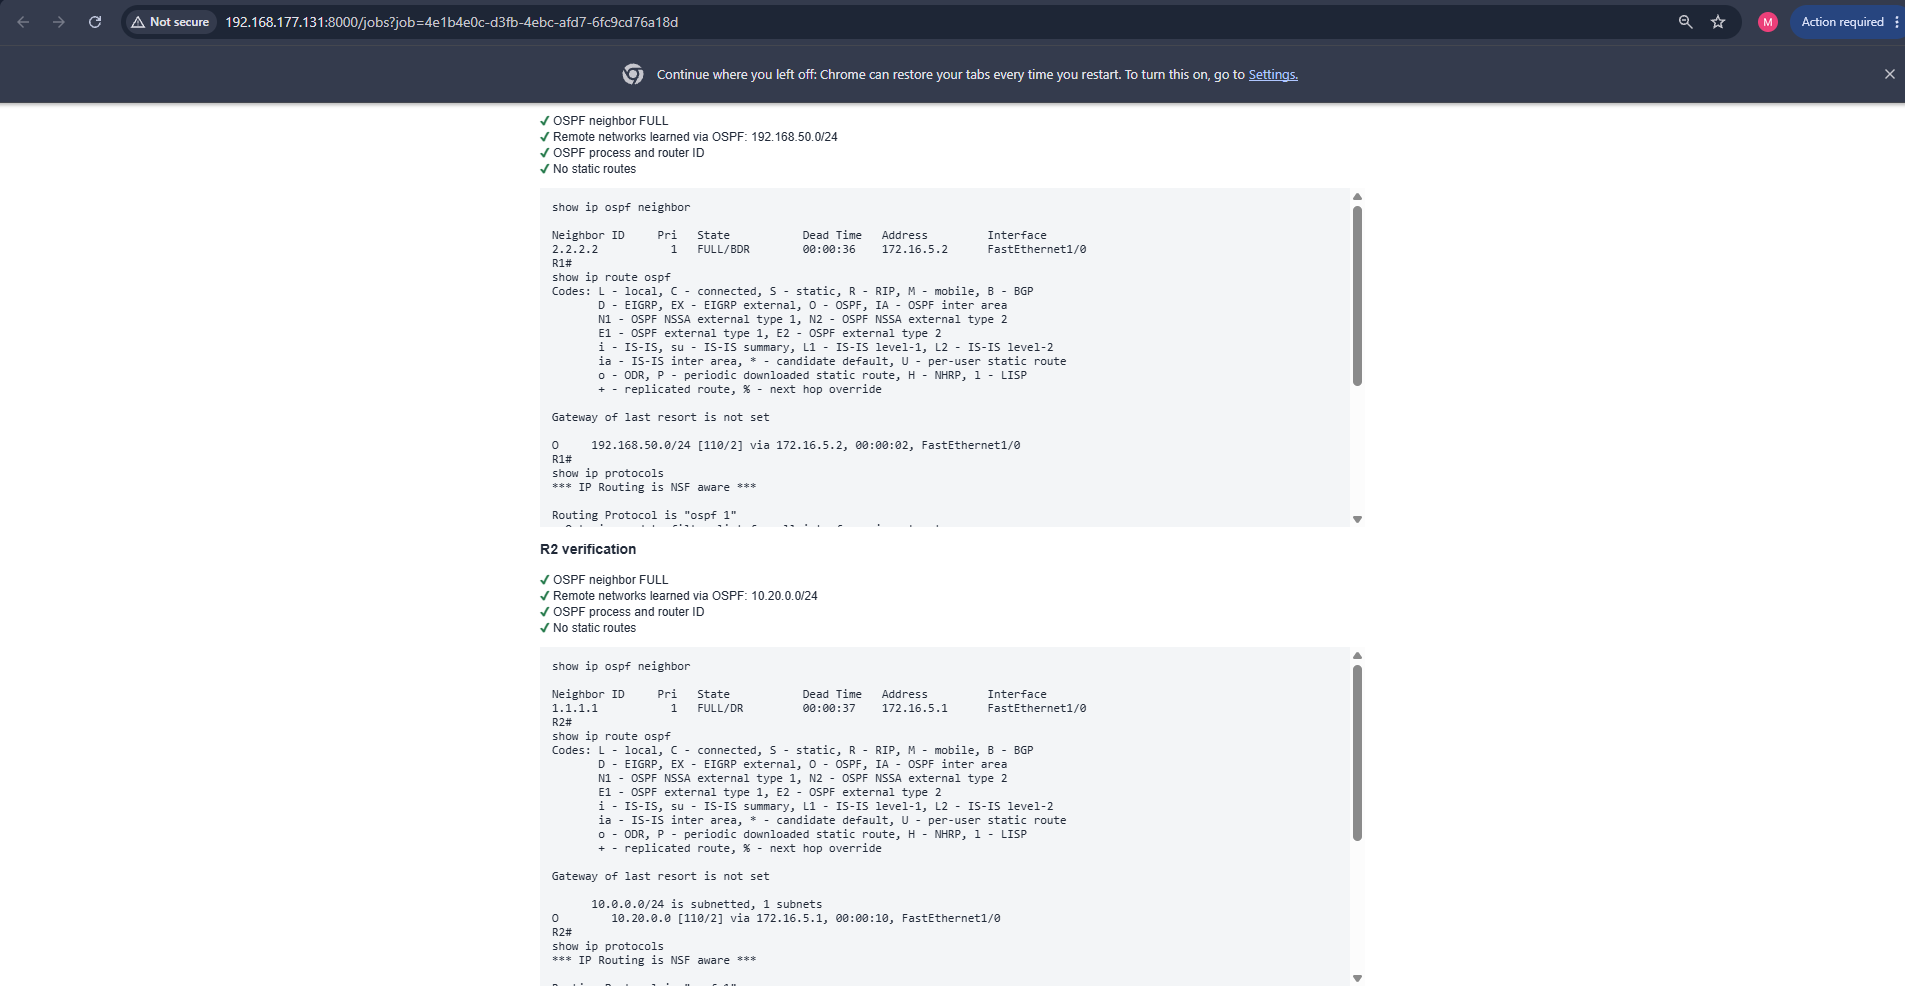 Not secure 192.168.177.131:8000/jobs?job=4e1b4e0c-d3fb-4ebc-afd7-6fc9cd76a18d M Action required
Continue where you left off: Chrome can restore your tabs every time you restart. To turn this on, go to Settings.
✓ OSPF neighbor FULL
✓ Remote networks learned via OSPF: 192.168.50.0/24
✓ OSPF process and router ID
✓ No static routes
show ip ospf neighbor
Neighbor ID     Pri   State           Dead Time   Address         Interface
2.2.2.2           1   FULL/BDR        00:00:36    172.16.5.2      FastEthernet1/0
R1#
show ip route ospf
Codes: L - local, C - connected, S - static, R - RIP, M - mobile, B - BGP
       D - EIGRP, EX - EIGRP external, O - OSPF, IA - OSPF inter area
       N1 - OSPF NSSA external type 1, N2 - OSPF NSSA external type 2
       E1 - OSPF external type 1, E2 - OSPF external type 2
       i - IS-IS, su - IS-IS summary, L1 - IS-IS level-1, L2 - IS-IS level-2
       ia - IS-IS inter area, * - candidate default, U - per-user static route
       o - ODR, P - periodic downloaded static route, H - NHRP, l - LISP
       + - replicated route, % - next hop override
Gateway of last resort is not set
O     192.168.50.0/24 [110/2] via 172.16.5.2, 00:00:02, FastEthernet1/0
R1#
show ip protocols
*** IP Routing is NSF aware ***
Routing Protocol is "ospf 1"
R2 verification
✓ OSPF neighbor FULL
✓ Remote networks learned via OSPF: 10.20.0.0/24
✓ OSPF process and router ID
✓ No static routes
show ip ospf neighbor
Neighbor ID     Pri   State           Dead Time   Address         Interface
1.1.1.1           1   FULL/DR         00:00:37    172.16.5.1      FastEthernet1/0
R2#
show ip route ospf
Codes: L - local, C - connected, S - static, R - RIP, M - mobile, B - BGP
       D - EIGRP, EX - EIGRP external, O - OSPF, IA - OSPF inter area
       N1 - OSPF NSSA external type 1, N2 - OSPF NSSA external type 2
       E1 - OSPF external type 1, E2 - OSPF external type 2
       i - IS-IS, su - IS-IS summary, L1 - IS-IS level-1, L2 - IS-IS level-2
       ia - IS-IS inter area, * - candidate default, U - per-user static route
       o - ODR, P - periodic downloaded static route, H - NHRP, l - LISP
       + - replicated route, % - next hop override
Gateway of last resort is not set
      10.0.0.0/24 is subnetted, 1 subnets
O        10.20.0.0 [110/2] via 172.16.5.1, 00:00:10, FastEthernet1/0
R2#
show ip protocols
*** IP Routing is NSF aware ***